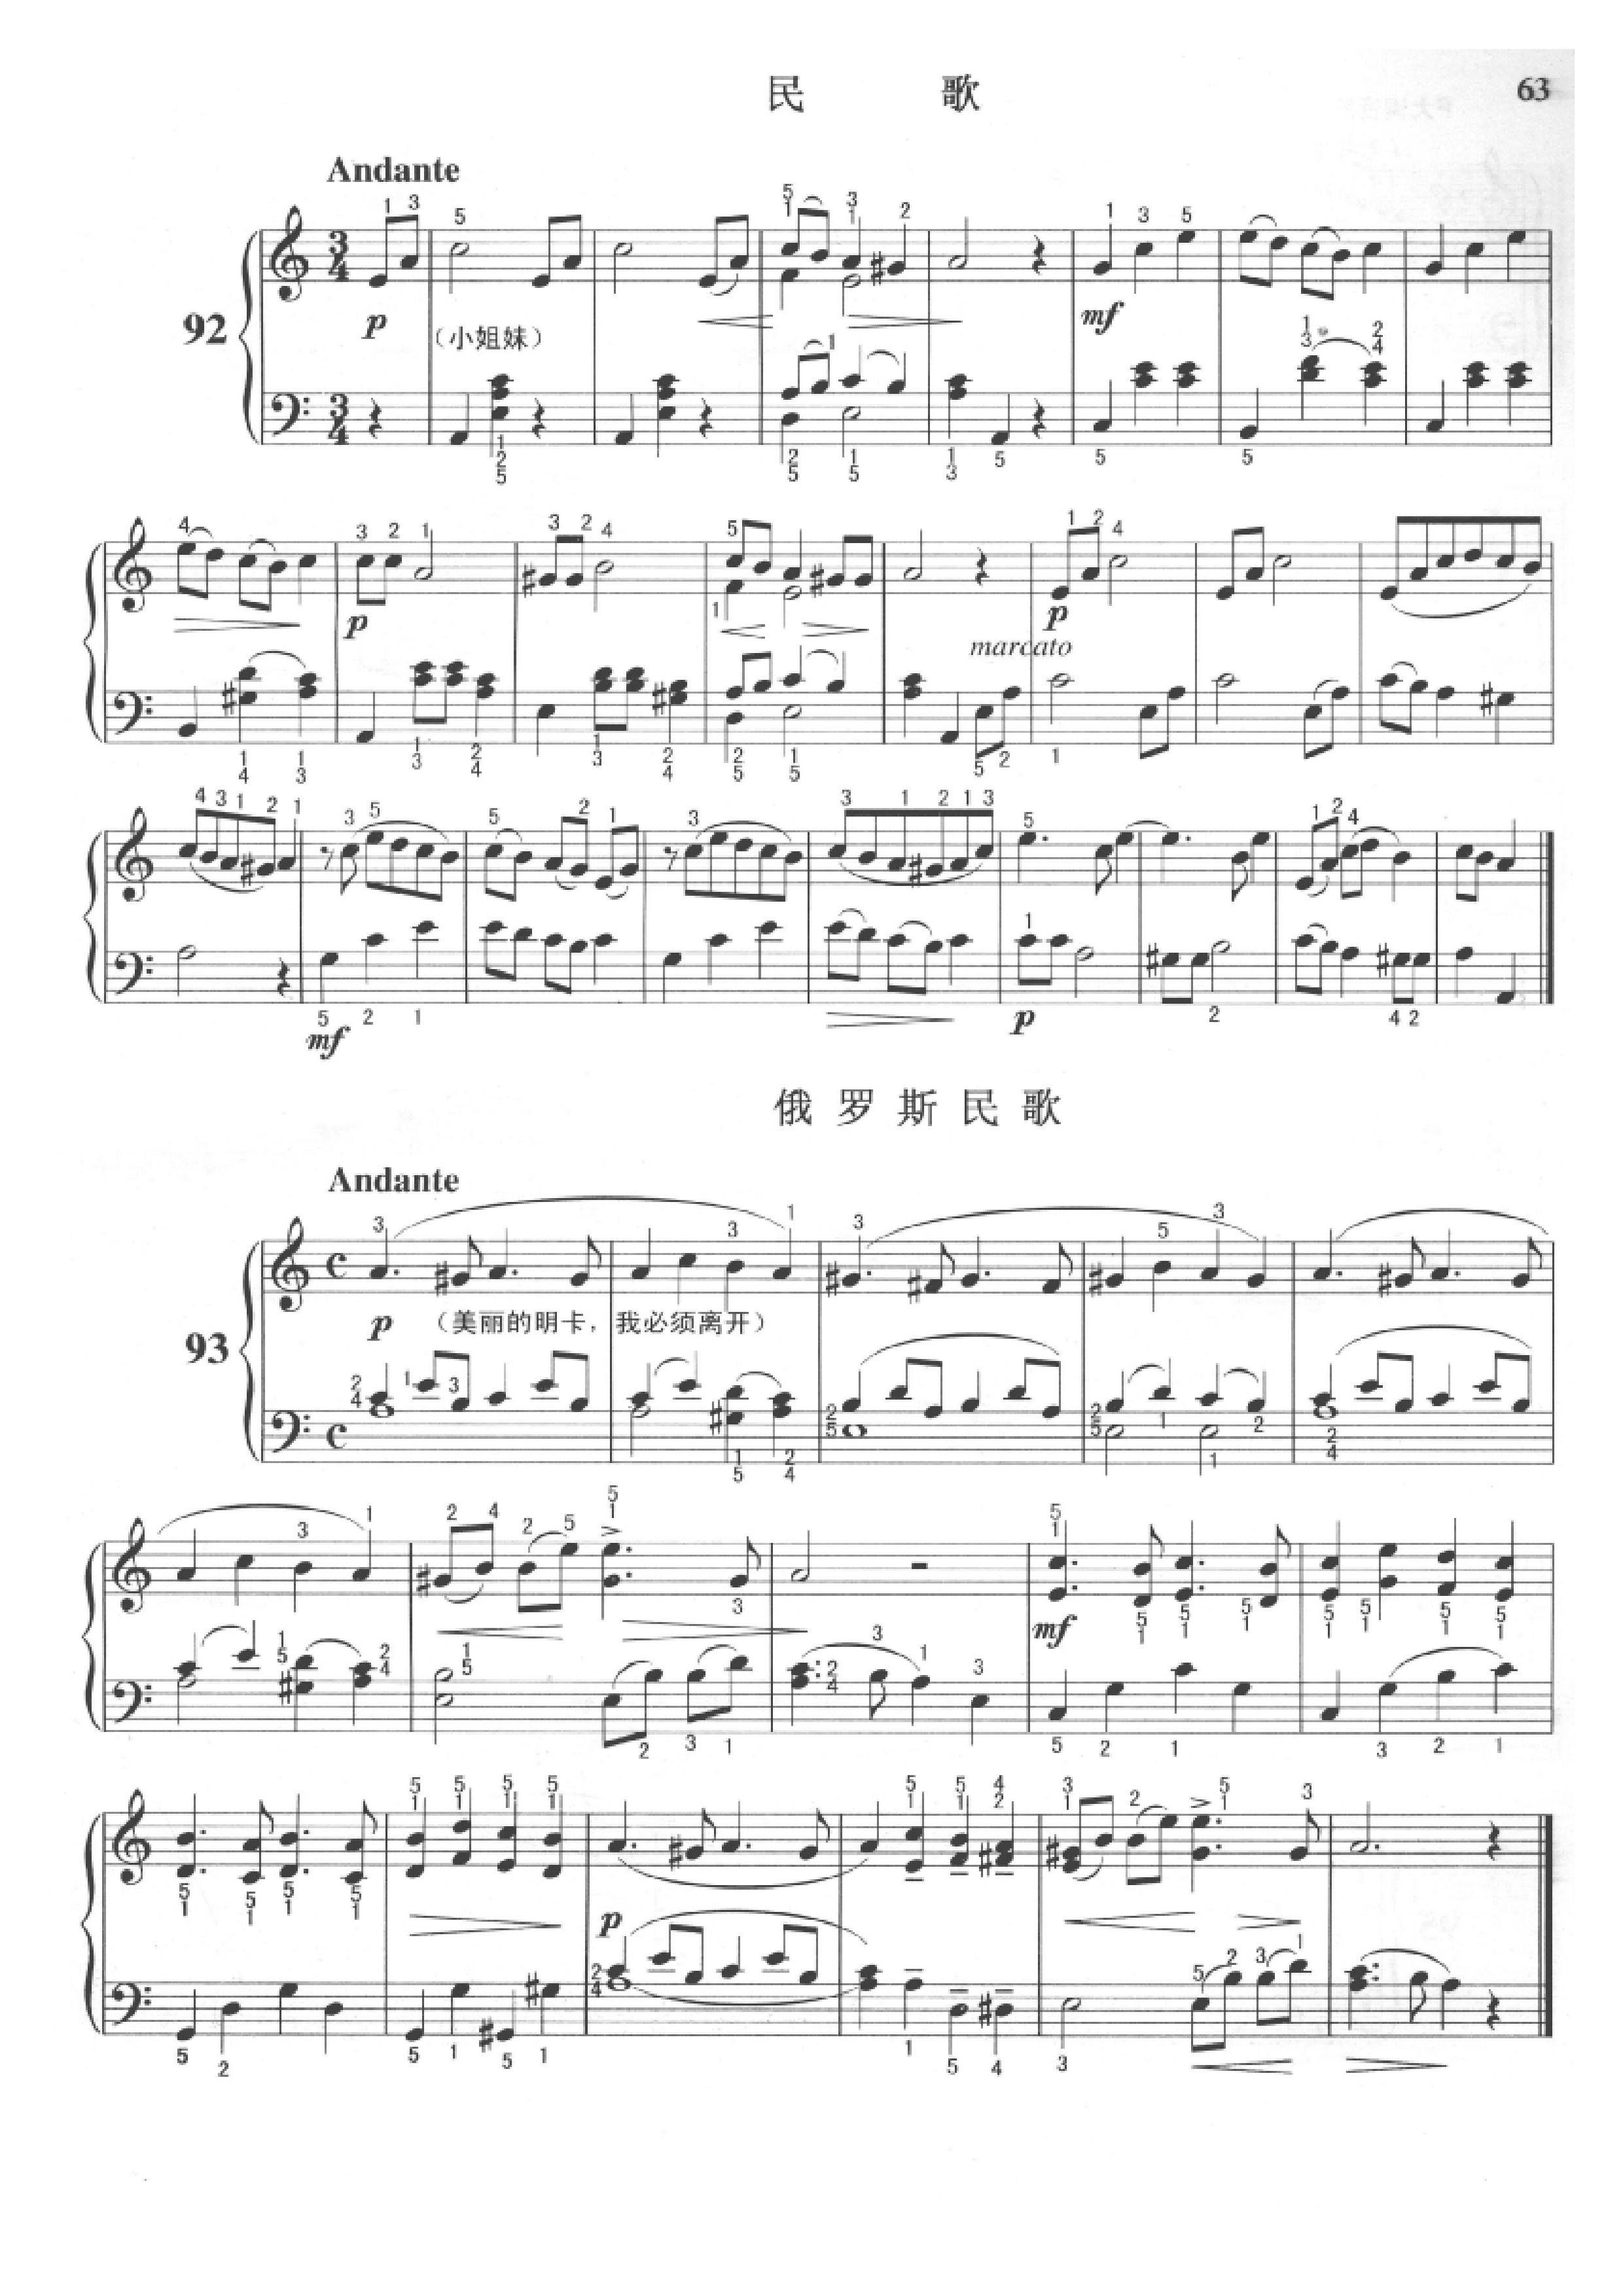 民 歌
63
Andante
92
p
(小姐妹)
mf
p
p
marcato
mf
p
俄罗斯民歌
Andante
93
p
(美丽的明卡,我必须离开)
mf
p